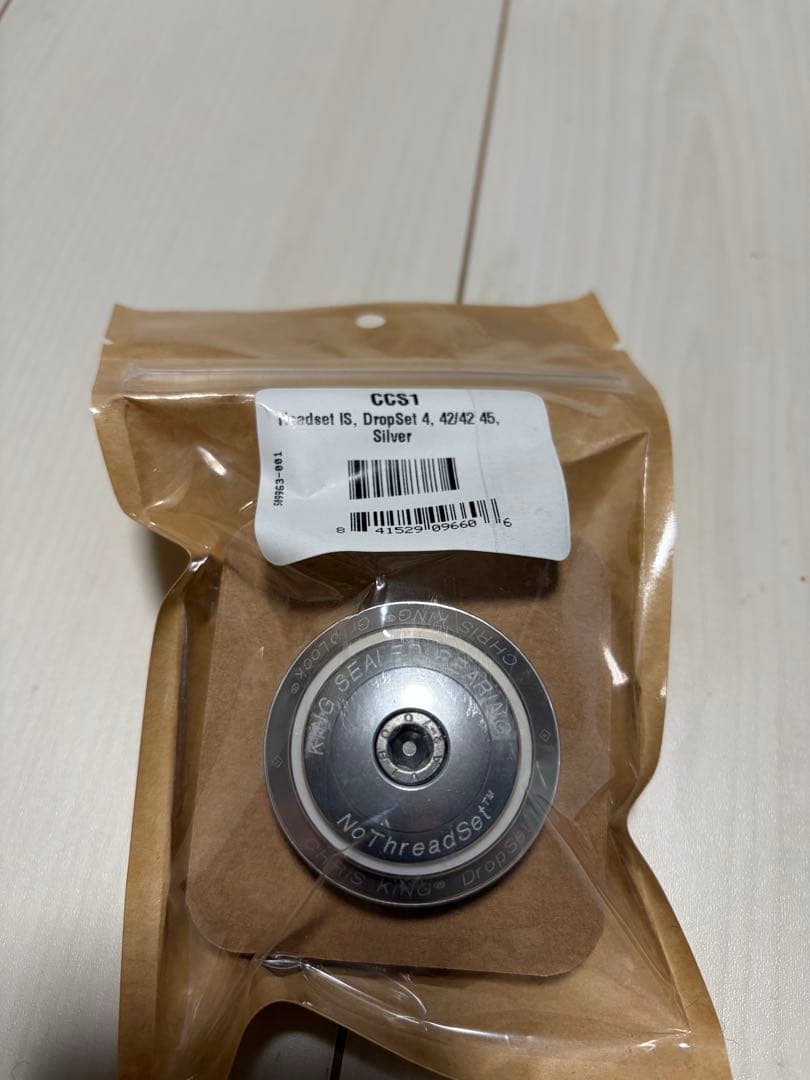 CCS1
Headset IS, DropSet 4, 42/42 45,
Silver
509963-001
8 41529 09660 6
CHRIS KING® GripLock®
KING SEALED BEARING
NoThreadSet™
CHRIS KING® DropSet